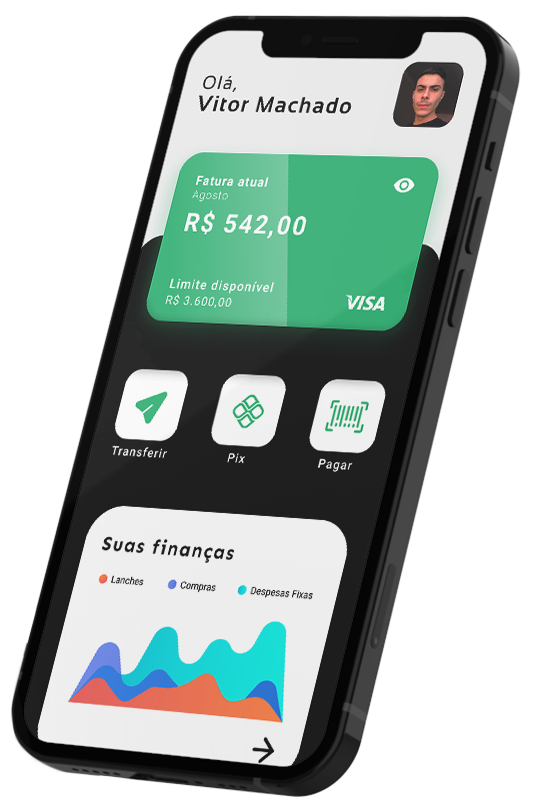 Olá,
Vitor Machado
Fatura atual
Agosto
R$ 542,00
Limite disponível
R$ 3.600,00
VISA
Transferir
Pix
Pagar
Suas finanças
Lanches
Compras
Despesas Fixas